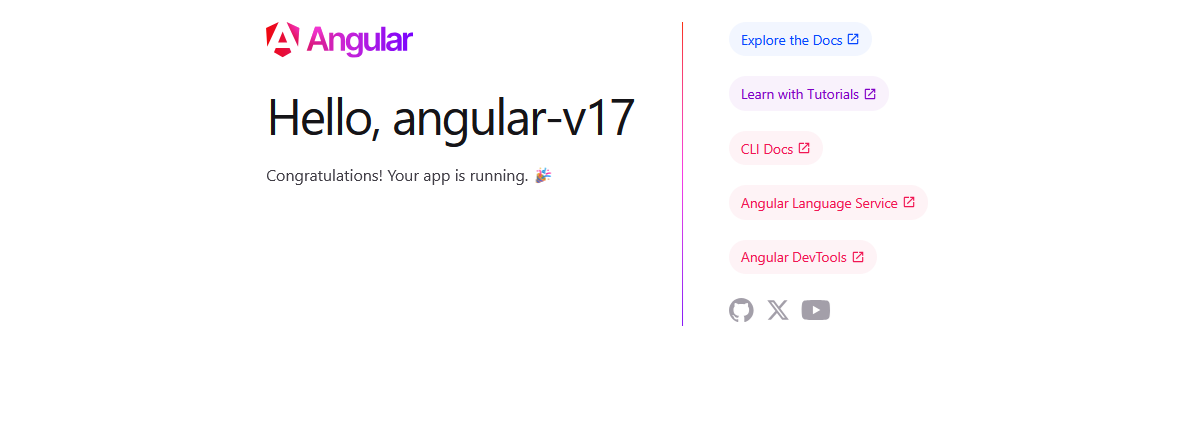 Angular
Hello, angular-v17
Congratulations! Your app is running. 🎉
Explore the Docs
Learn with Tutorials
CLI Docs
Angular Language Service
Angular DevTools